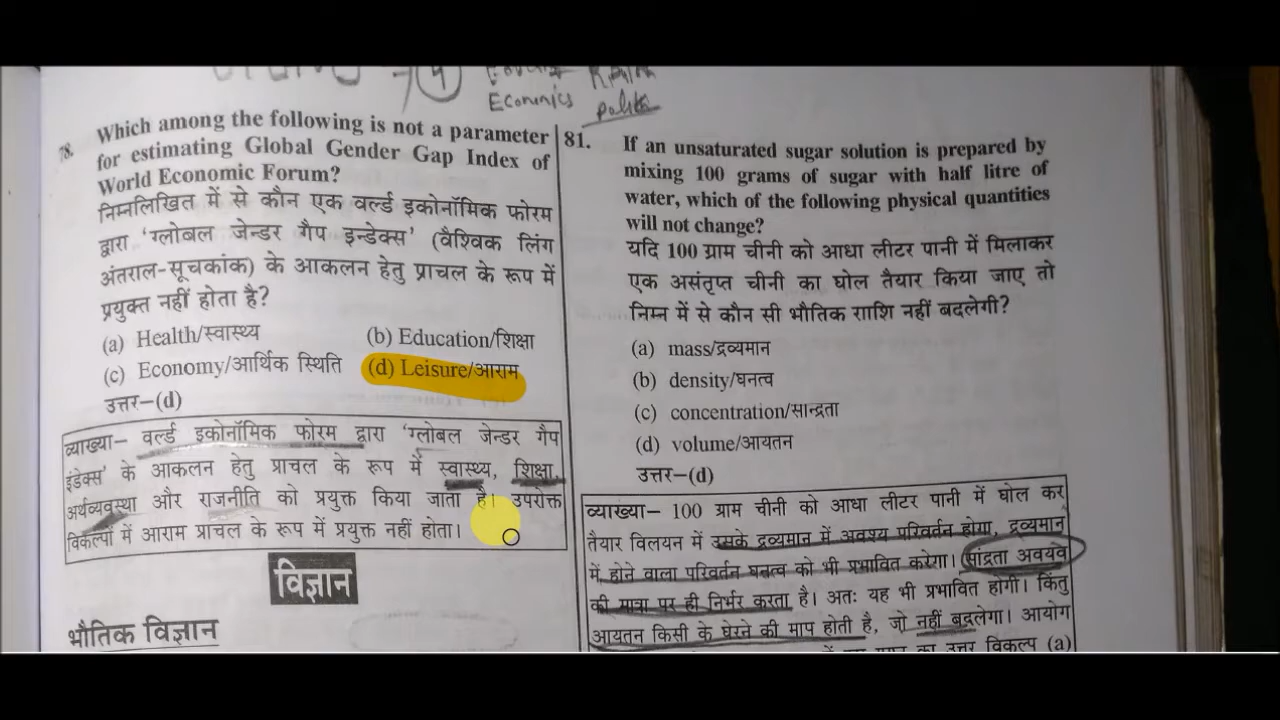 Economics
78. Which among the following is not a parameter
for estimating Global Gender Gap Index of
World Economic Forum?
निम्नलिखित में से कौन एक वर्ल्ड इकोनॉमिक फोरम
द्वारा 'ग्लोबल जेन्डर गैप इन्डेक्स' (वैश्विक लिंग
अंतराल-सूचकांक) के आकलन हेतु प्राचल के रूप में
प्रयुक्त नहीं होता है?
(a) Health/स्वास्थ्य (b) Education/शिक्षा
(c) Economy/आर्थिक स्थिति (d) Leisure/आराम
उत्तर–(d)
व्याख्या– वर्ल्ड इकोनॉमिक फोरम द्वारा 'ग्लोबल जेन्डर गैप
इंडेक्स' के आकलन हेतु प्राचल के रूप में स्वास्थ्य, शिक्षा,
अर्थव्यवस्था और राजनीति को प्रयुक्त किया जाता है। उपरोक्त
विकल्पों में आराम प्राचल के रूप में प्रयुक्त नहीं होता।
विज्ञान
भौतिक विज्ञान
81. If an unsaturated sugar solution is prepared by
mixing 100 grams of sugar with half litre of
water, which of the following physical quantities
will not change?
यदि 100 ग्राम चीनी को आधा लीटर पानी में मिलाकर
एक असंतृप्त चीनी का घोल तैयार किया जाए तो
निम्न में से कौन सी भौतिक राशि नहीं बदलेगी?
(a) mass/द्रव्यमान
(b) density/घनत्व
(c) concentration/सान्द्रता
(d) volume/आयतन
उत्तर–(d)
व्याख्या– 100 ग्राम चीनी को आधा लीटर पानी में घोल कर
तैयार विलयन में उसके द्रव्यमान में अवश्य परिवर्तन होगा, द्रव्यमान
में होने वाला परिवर्तन घनत्व को भी प्रभावित करेगा। सांद्रता अवयवे
की मात्रा पर ही निर्भर करता है। अतः यह भी प्रभावित होगी। किंतु
आयतन किसी के घेरने की माप होती है, जो नहीं बदलेगा। आयोग
का उत्तर विकल्प (a)